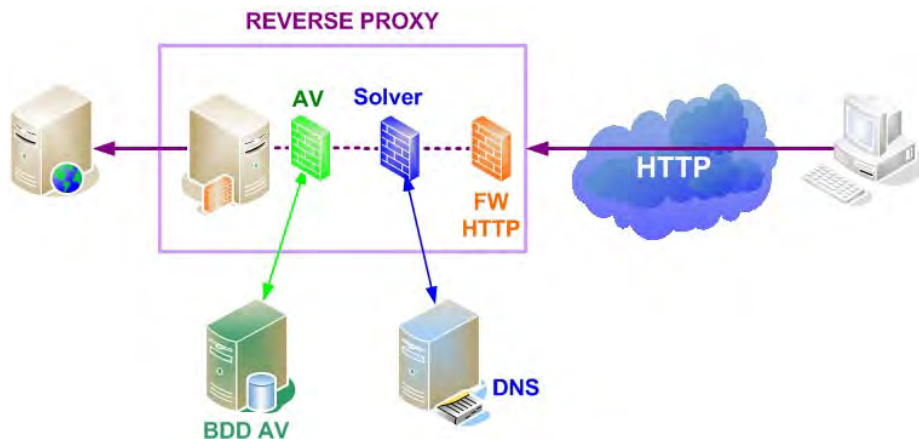 REVERSE PROXY
AV
Solver
HTTP
FW
HTTP
DNS
BDD AV